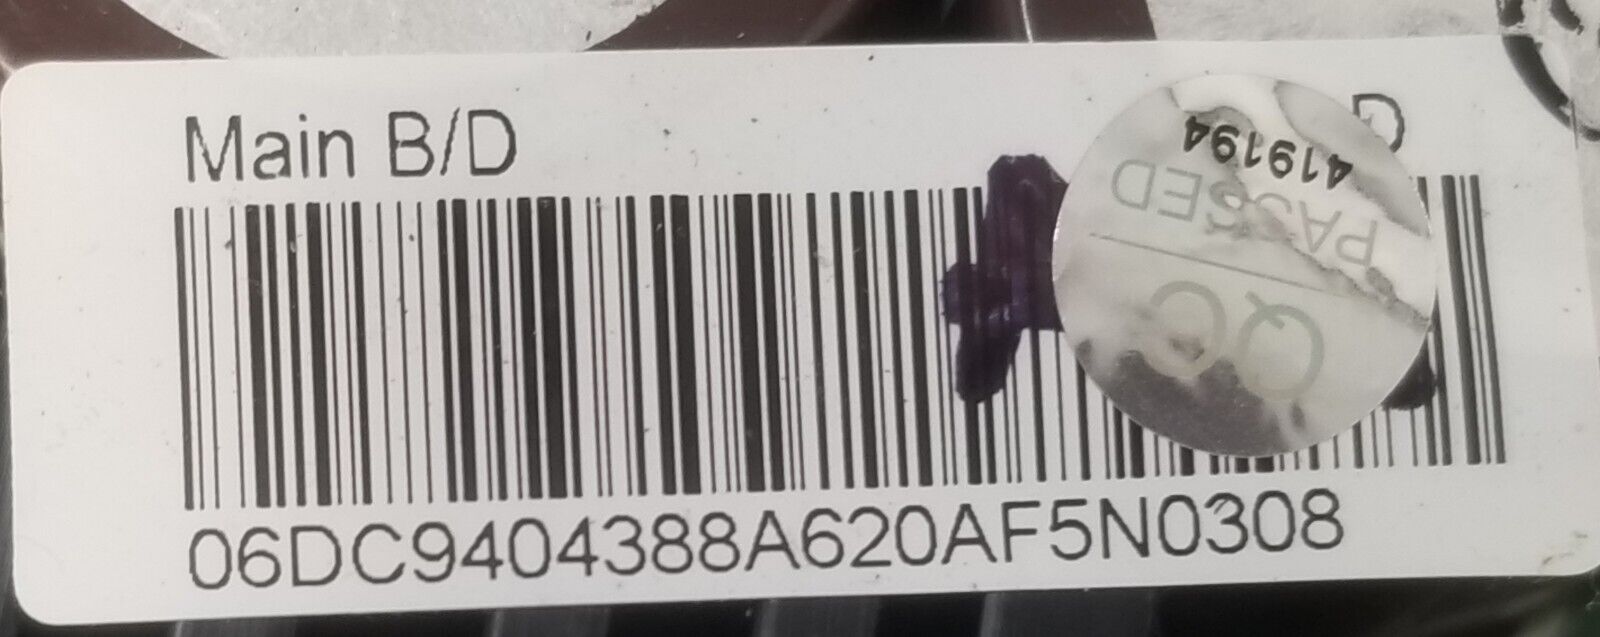 Main B/D G
419194
PASSED
QC
06DC9404388A620AF5N0308